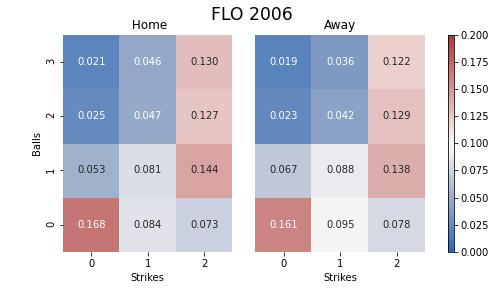 FLO 2006
Home Away
3 0.021 0.046 0.130 0.019 0.036 0.122
2 0.025 0.047 0.127 0.023 0.042 0.129
1 0.053 0.081 0.144 0.067 0.088 0.138
0 0.168 0.084 0.073 0.161 0.095 0.078
Balls
0 1 2 0 1 2
Strikes Strikes
0.200
0.175
0.150
0.125
0.100
0.075
0.050
0.025
0.000